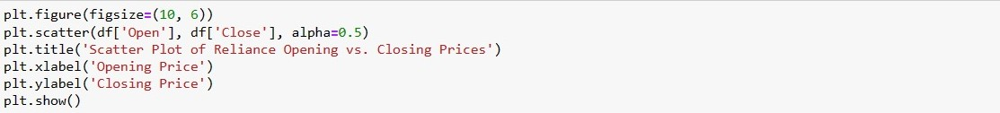 plt.figure(figsize=(10, 6))
plt.scatter(df['Open'], df['Close'], alpha=0.5)
plt.title('Scatter Plot of Reliance Opening vs. Closing Prices')
plt.xlabel('Opening Price')
plt.ylabel('Closing Price')
plt.show()